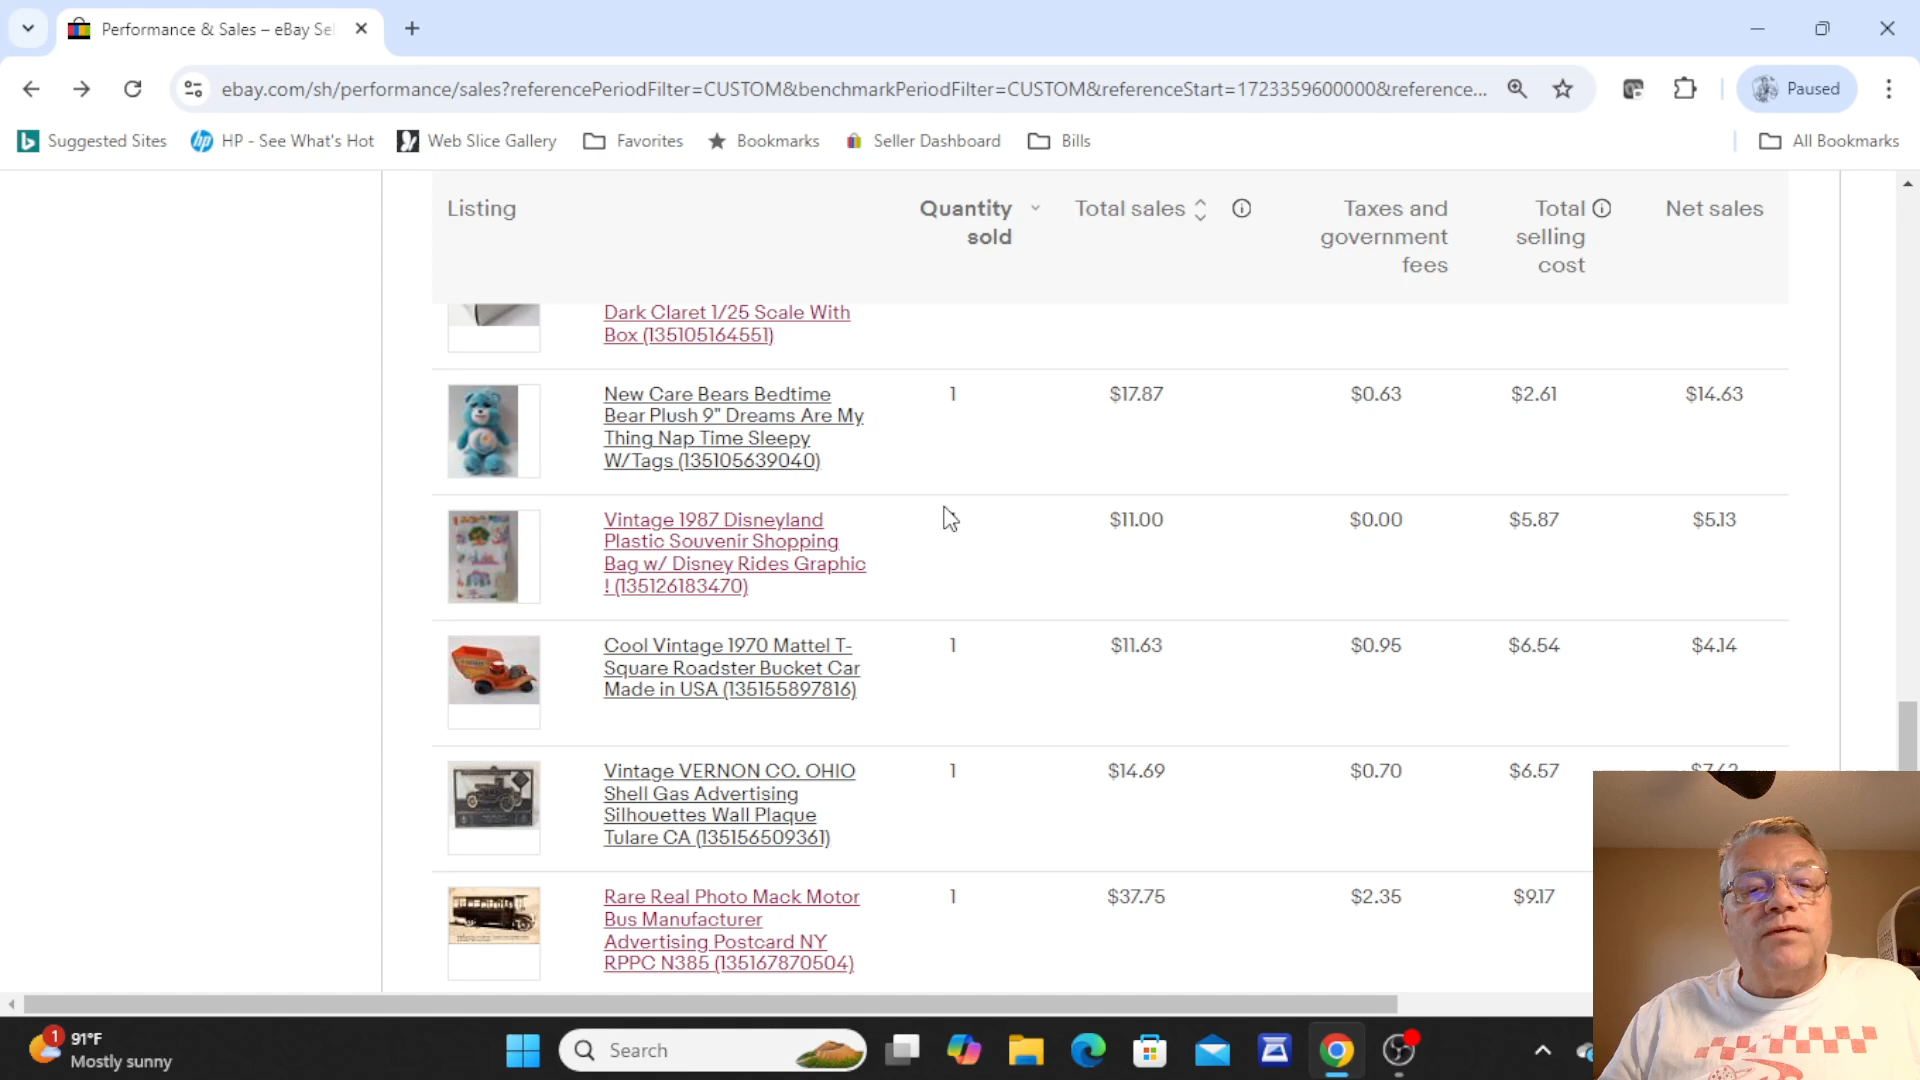 Performance & Sales – eBay Sel
ebay.com/sh/performance/sales?referencePeriodFilter=CUSTOM&benchmarkPeriodFilter=CUSTOM&referenceStart=1723359600000&reference...
Paused
Suggested Sites
HP - See What's Hot
Web Slice Gallery
Favorites
Bookmarks
Seller Dashboard
Bills
All Bookmarks
Listing
Quantity sold
Total sales
Taxes and government fees
Total selling cost
Net sales
Dark Claret 1/25 Scale With
Box (135105164551)
New Care Bears Bedtime
Bear Plush 9" Dreams Are My
Thing Nap Time Sleepy
W/Tags (135105639040)
1
$17.87
$0.63
$2.61
$14.63
Vintage 1987 Disneyland
Plastic Souvenir Shopping
Bag w/ Disney Rides Graphic
! (135126183470)
$11.00
$0.00
$5.87
$5.13
Cool Vintage 1970 Mattel T-
Square Roadster Bucket Car
Made in USA (135155897816)
1
$11.63
$0.95
$6.54
$4.14
Vintage VERNON CO. OHIO
Shell Gas Advertising
Silhouettes Wall Plaque
Tulare CA (135156509361)
1
$14.69
$0.70
$6.57
Rare Real Photo Mack Motor
Bus Manufacturer
Advertising Postcard NY
RPPC N385 (135167870504)
1
$37.75
$2.35
$9.17
1
91°F
Mostly sunny
Search